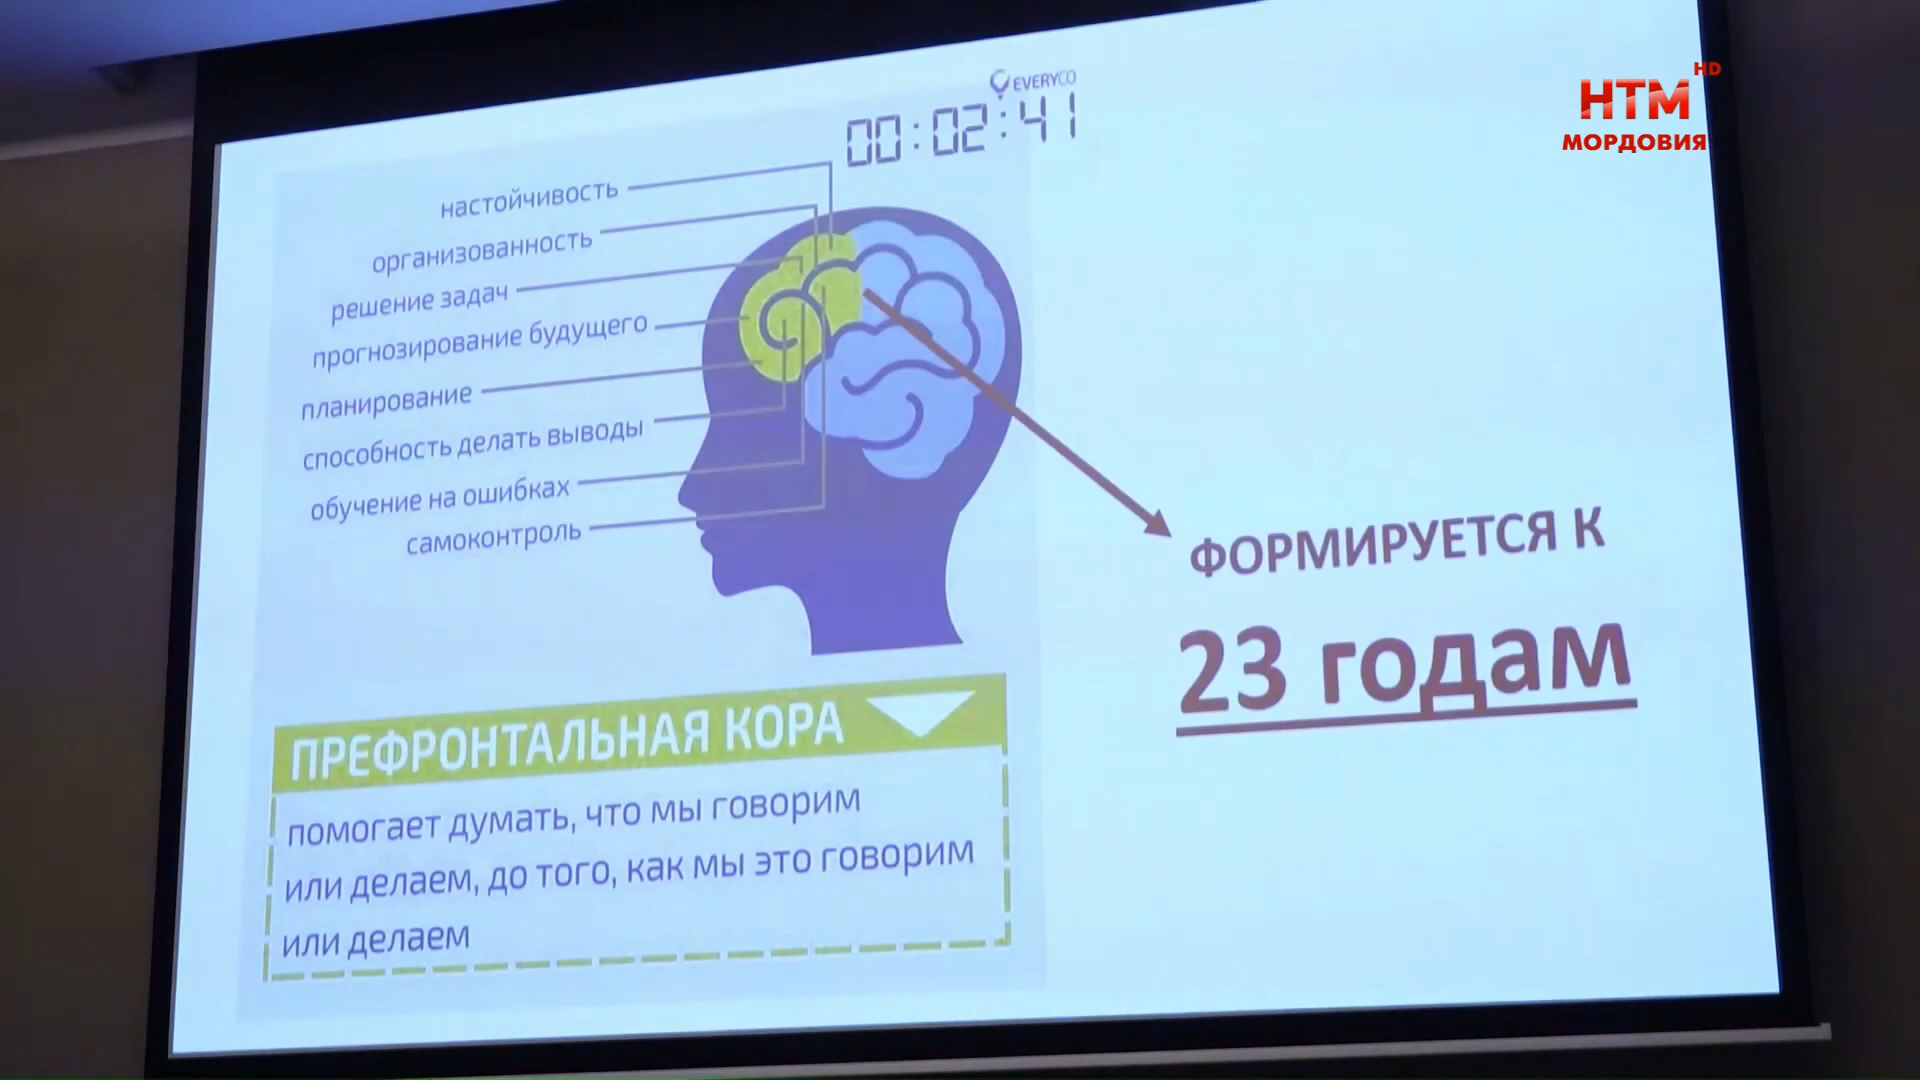 HD
НТМ
МОРДОВИЯ
EVERYCO
00:02:41
настойчивость
организованность
решение задач
прогнозирование будущего
планирование
способность делать выводы
обучение на ошибках
самоконтроль
ФОРМИРУЕТСЯ К
23 годам
ПРЕФРОНТАЛЬНАЯ КОРА
помогает думать, что мы говорим
или делаем, до того, как мы это говорим
или делаем